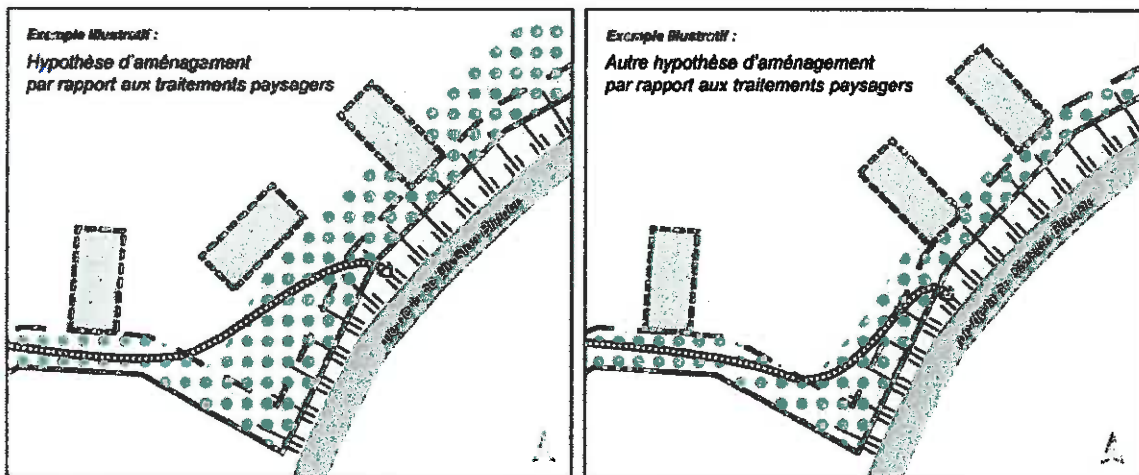 Exemple illustratif :
Hypothèse d'aménagement
par rapport aux traitements paysagers
Exemple illustratif :
Autre hypothèse d'aménagement
par rapport aux traitements paysagers